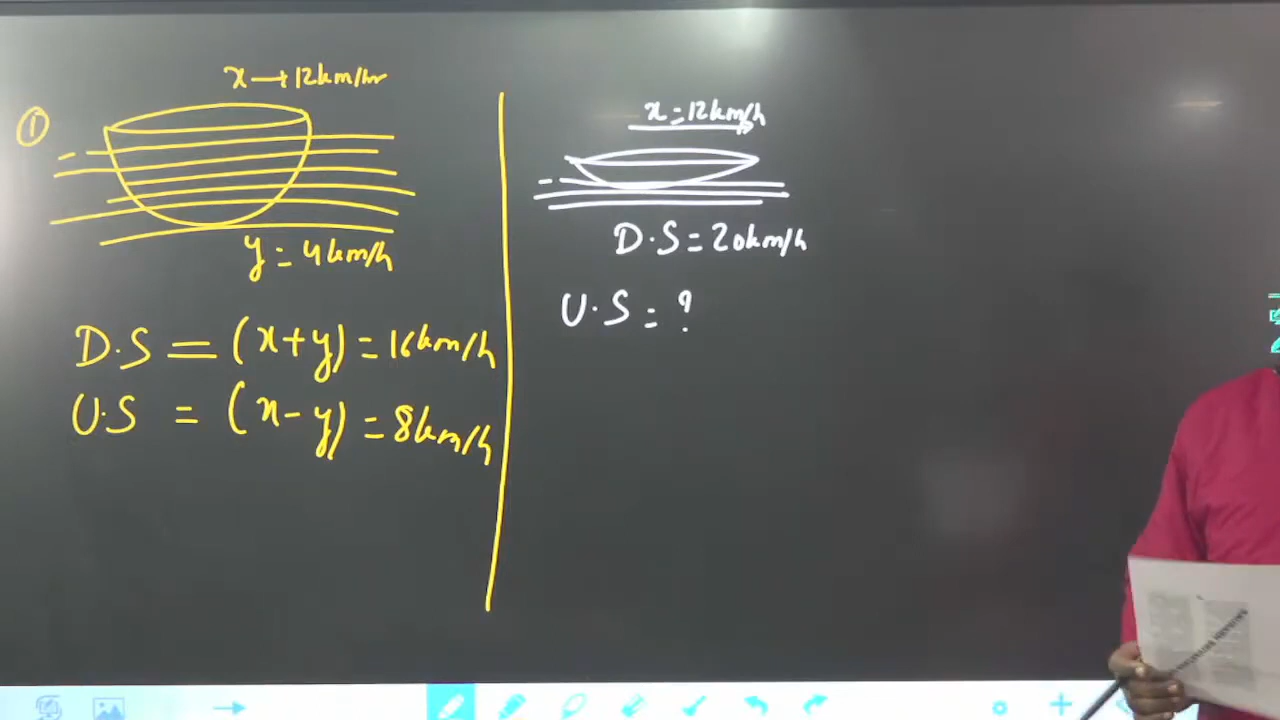 ①
x → 12km/hr
y = 4km/h
D.S = (x+y) = 16km/h
U.S = (x-y) = 8km/h
x = 12km/h
D.S = 20km/h
U.S = ?